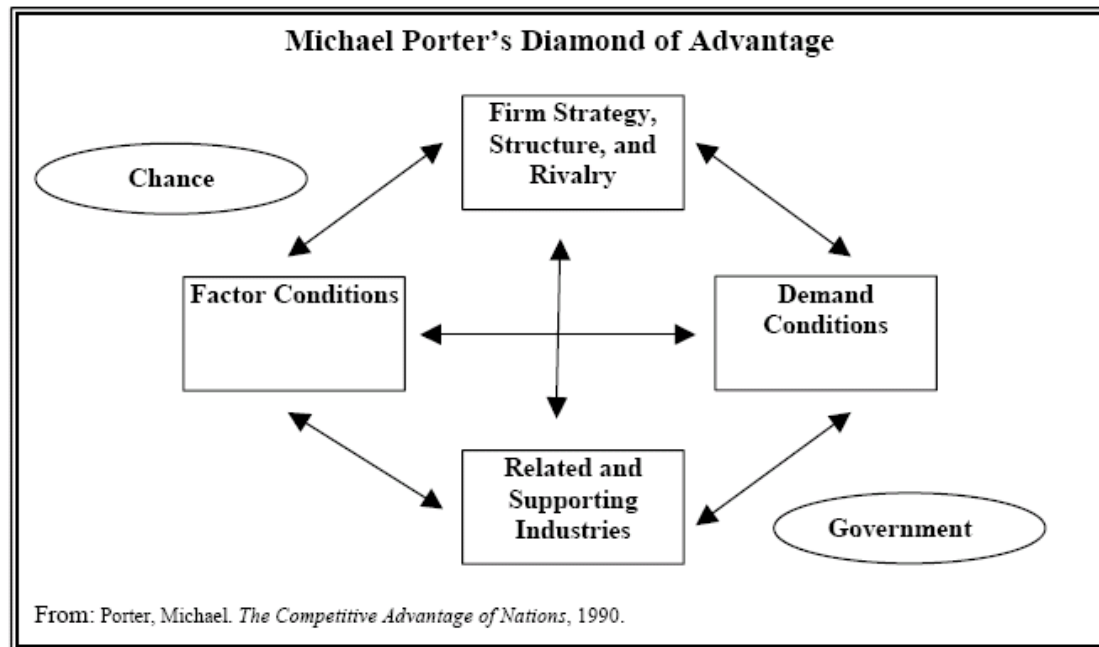 Michael Porter’s Diamond of Advantage
Firm Strategy,
Structure, and
Rivalry
Chance
Factor Conditions
Demand
Conditions
Related and
Supporting
Industries
Government
From: Porter, Michael. The Competitive Advantage of Nations, 1990.